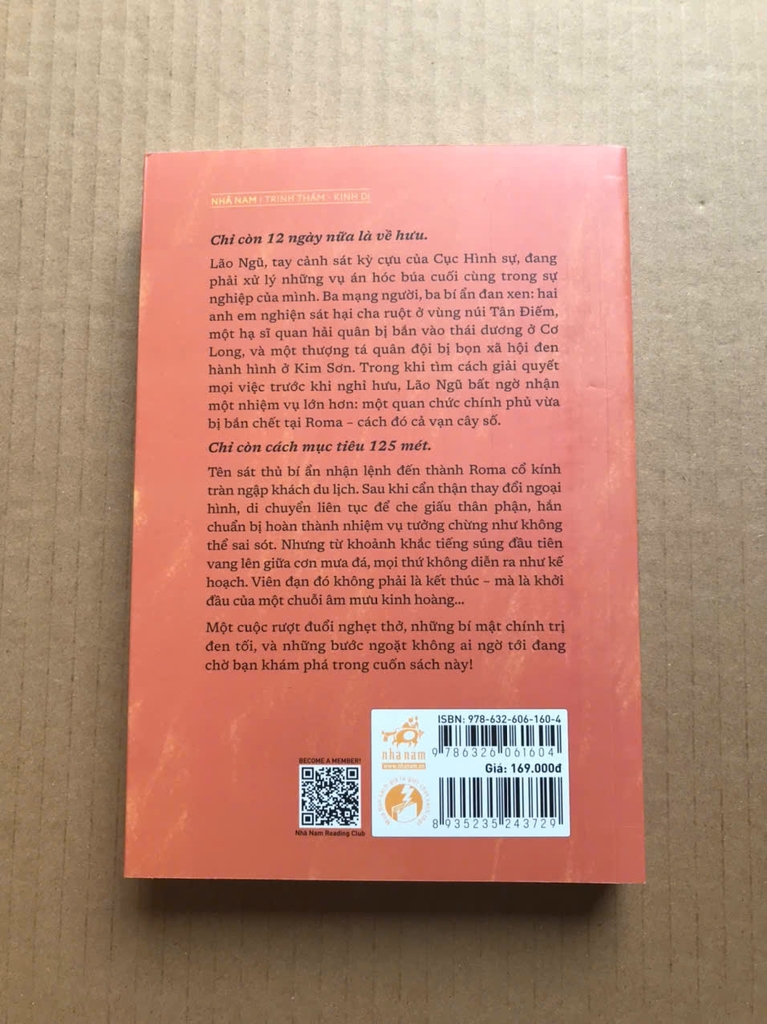 NHÃ NAM | TRINH THÁM - KINH DỊ
Chỉ còn 12 ngày nữa là về hưu.
Lão Ngũ, tay cảnh sát kỳ cựu của Cục Hình sự, đang
phải xử lý những vụ án hóc búa cuối cùng trong sự
nghiệp của mình. Ba mạng người, ba bí ẩn đan xen: hai
anh em nghiện sát hại cha ruột ở vùng núi Tân Điếm,
một hạ sĩ quan hải quân bị bắn vào thái dương ở Cơ
Long, và một thượng tá quân đội bị bọn xã hội đen
hành hình ở Kim Sơn. Trong khi tìm cách giải quyết
mọi việc trước khi nghỉ hưu, Lão Ngũ bất ngờ nhận
một nhiệm vụ lớn hơn: một quan chức chính phủ vừa
bị bắn chết tại Roma – cách đó cả vạn cây số.
Chỉ còn cách mục tiêu 125 mét.
Tên sát thủ bí ẩn nhận lệnh đến thành Roma cổ kính
tràn ngập khách du lịch. Sau khi cẩn thận thay đổi ngoại
hình, di chuyển liên tục để che giấu thân phận, hắn
chuẩn bị hoàn thành nhiệm vụ tưởng chừng như không
thể sai sót. Nhưng từ khoảnh khắc tiếng súng đầu tiên
vang lên giữa cơn mưa đá, mọi thứ không diễn ra như kế
hoạch. Viên đạn đó không phải là kết thúc – mà là khởi
đầu của một chuỗi âm mưu kinh hoàng...
Một cuộc rượt đuổi nghẹt thở, những bí mật chính trị
đen tối, và những bước ngoặt không ai ngờ tới đang
chờ bạn khám phá trong cuốn sách này!
BECOME A MEMBER!
Nhã Nam Reading Club
nhã nam
www.nhanam.vn
ISBN: 978-632-606-160-4
9 786326 061604
Giá: 169.000đ
8 935235 243729